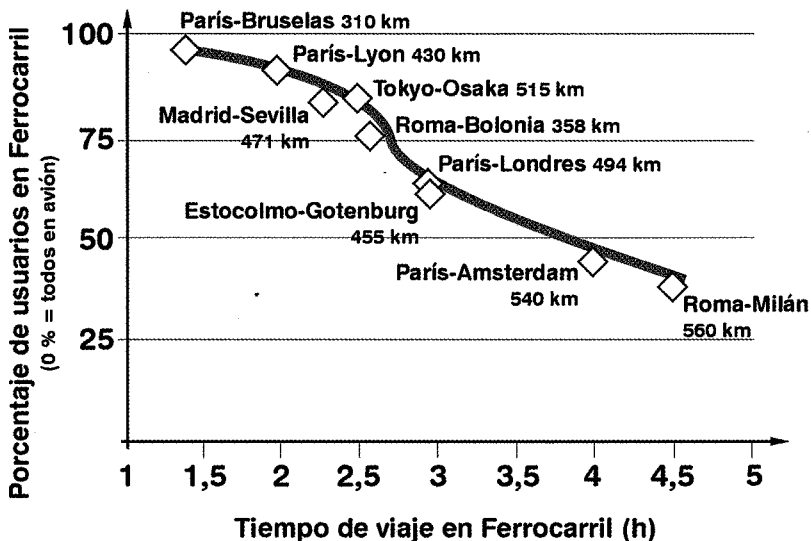 Porcentaje de usuarios en Ferrocarril
(0 % = todos en avión)
100
75
50
25
París-Bruselas 310 km
París-Lyon 430 km
Tokyo-Osaka 515 km
Madrid-Sevilla
471 km
Roma-Bolonia 358 km
París-Londres 494 km
Estocolmo-Gotenburg
455 km
París-Amsterdam
540 km
Roma-Milán
560 km
1 1,5 2 2,5 3 3,5 4 4,5 5
Tiempo de viaje en Ferrocarril (h)